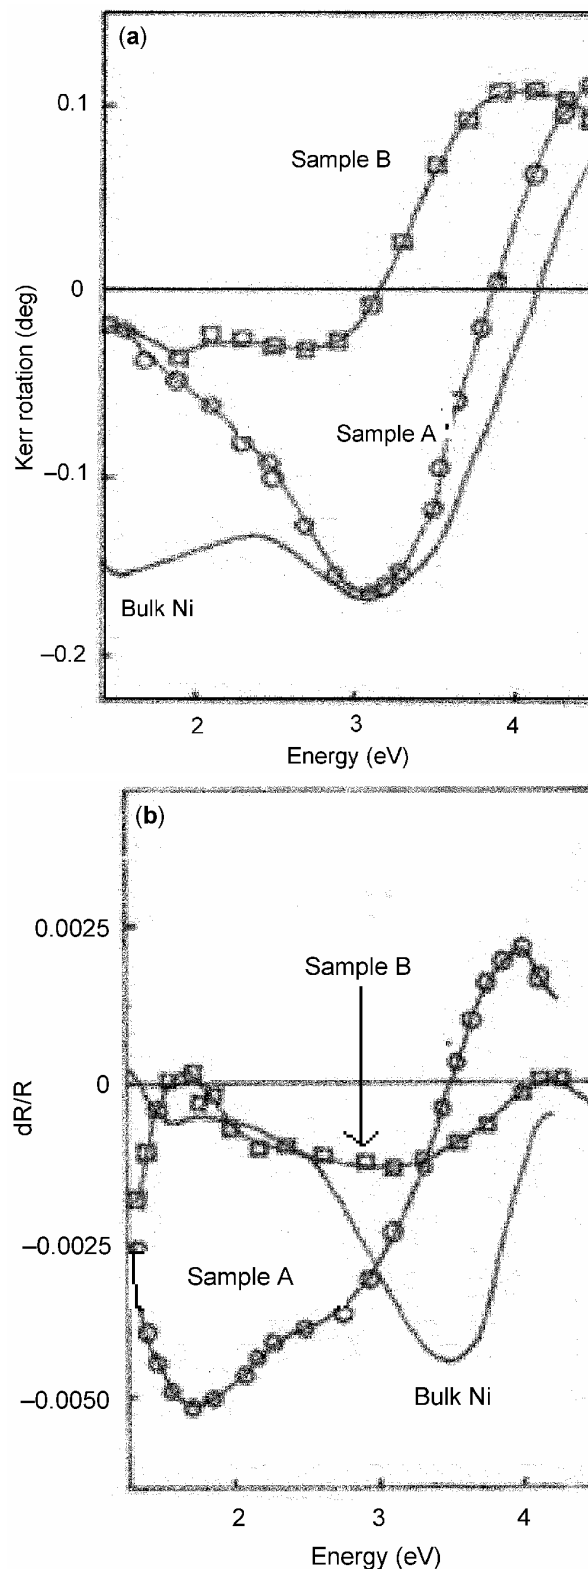 (a)
0.1
Sample B
0
Kerr rotation (deg)
Sample A
−0.1
Bulk Ni
−0.2
2 3 4
Energy (eV)
(b)
0.0025
Sample B
0
dR/R
−0.0025
Sample A
Bulk Ni
−0.0050
2 3 4
Energy (eV)